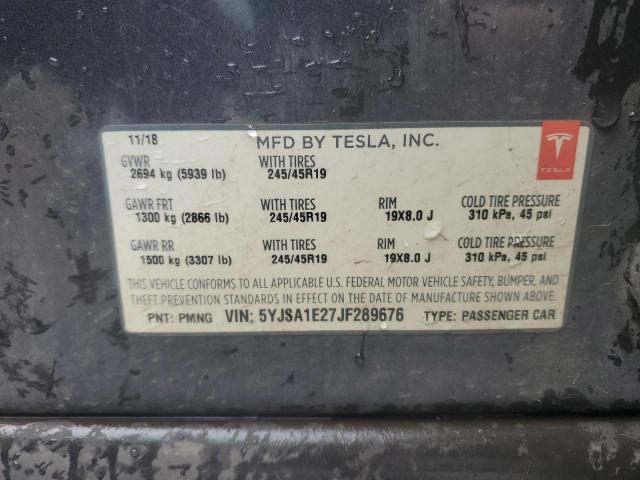 11/18 MFD BY TESLA, INC.
GVWR WITH TIRES
2694 kg (5939 lb) 245/45R19
TESLA
GAWR FRT WITH TIRES RIM COLD TIRE PRESSURE
1300 kg (2866 lb) 245/45R19 19X8.0 J 310 kPa, 45 psi
GAWR RR WITH TIRES RIM COLD TIRE PRESSURE
1500 kg (3307 lb) 245/45R19 19X8.0 J 310 kPa, 45 psi
THIS VEHICLE CONFORMS TO ALL APPLICABLE U.S. FEDERAL MOTOR VEHICLE SAFETY, BUMPER, AND
THEFT PREVENTION STANDARDS IN EFFECT ON THE DATE OF MANUFACTURE SHOWN ABOVE.
PNT: PMNG VIN: 5YJSA1E27JF289676 TYPE: PASSENGER CAR